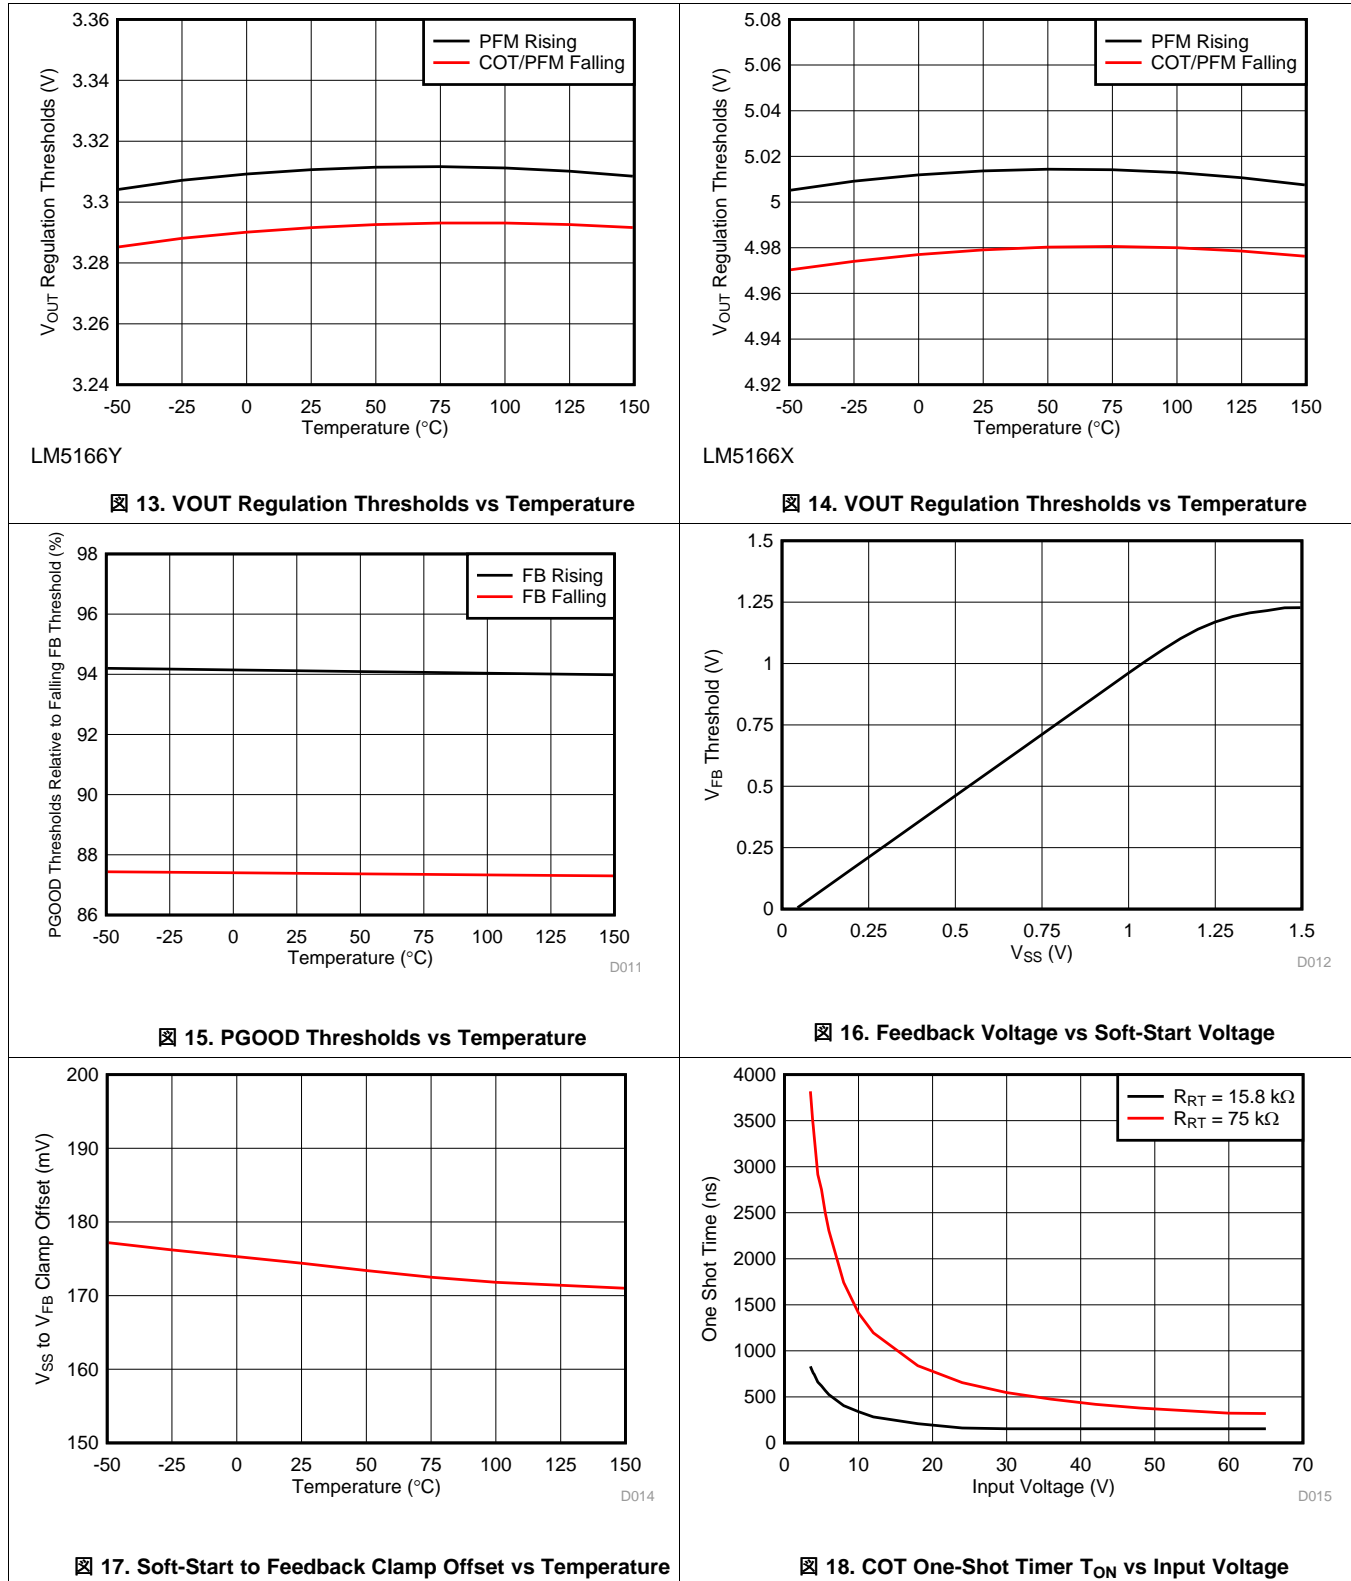 3.36
3.34
3.32
3.3
3.28
3.26
3.24
VOUT Regulation Thresholds (V)
PFM Rising
COT/PFM Falling
-50 -25 0 25 50 75 100 125 150
Temperature (°C)
LM5166Y
図 13. VOUT Regulation Thresholds vs Temperature
5.08
5.06
5.04
5.02
5
4.98
4.96
4.94
4.92
VOUT Regulation Thresholds (V)
PFM Rising
COT/PFM Falling
-50 -25 0 25 50 75 100 125 150
Temperature (°C)
LM5166X
図 14. VOUT Regulation Thresholds vs Temperature
98
96
94
92
90
88
86
PGOOD Thresholds Relative to Falling FB Threshold (%)
FB Rising
FB Falling
-50 -25 0 25 50 75 100 125 150
Temperature (°C)
D011
図 15. PGOOD Thresholds vs Temperature
1.5
1.25
1
0.75
0.5
0.25
0
VFB Threshold (V)
0 0.25 0.5 0.75 1 1.25 1.5
VSS (V)
D012
図 16. Feedback Voltage vs Soft-Start Voltage
200
190
180
170
160
150
VSS to VFB Clamp Offset (mV)
-50 -25 0 25 50 75 100 125 150
Temperature (°C)
D014
図 17. Soft-Start to Feedback Clamp Offset vs Temperature
4000
3500
3000
2500
2000
1500
1000
500
0
One Shot Time (ns)
RRT = 15.8 kΩ
RRT = 75 kΩ
0 10 20 30 40 50 60 70
Input Voltage (V)
D015
図 18. COT One-Shot Timer TON vs Input Voltage